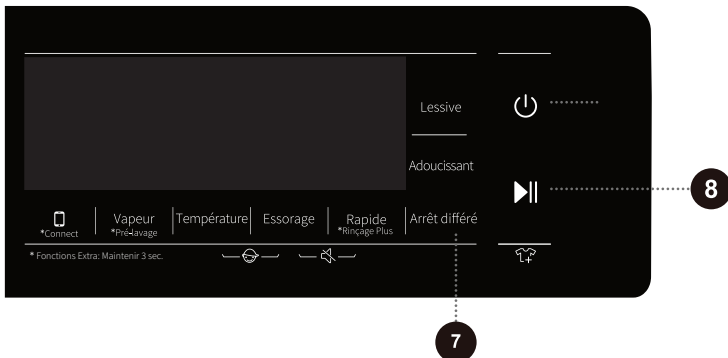 Lessive
Adoucissant
8
*Connect
Vapeur
*Pré-lavage
Température
Essorage
Rapide
*Rinçage Plus
Arrêt différé
* Fonctions Extra: Maintenir 3 sec.
7